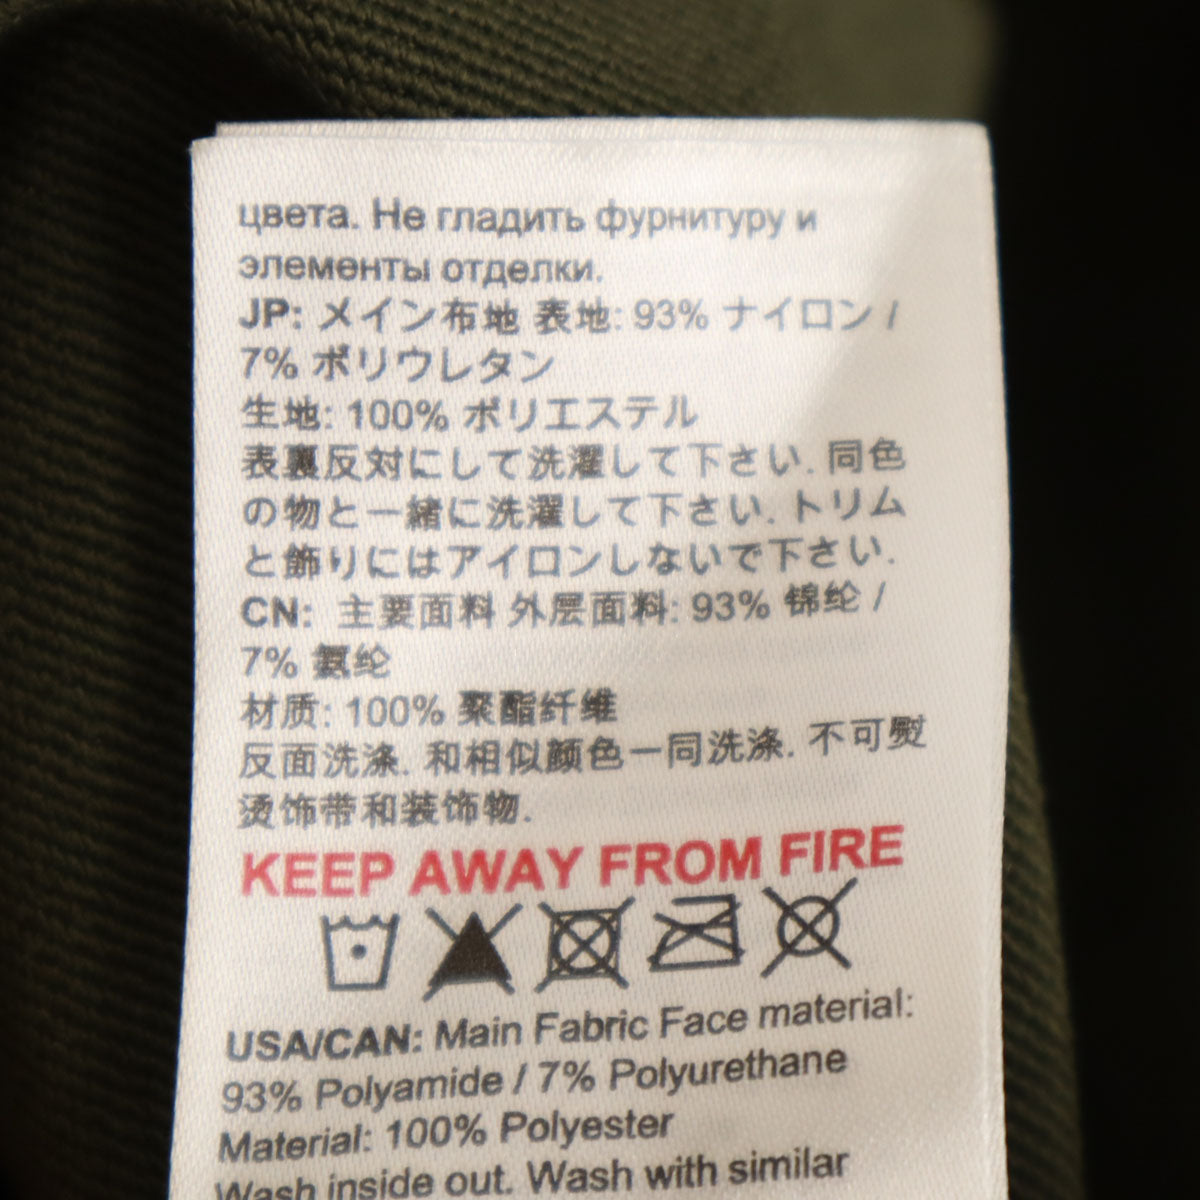 цвета. Не гладить фурнитуру и
элементы отделки.
JP: メイン布地 表地: 93% ナイロン /
7% ポリウレタン
生地: 100% ポリエステル
表裏反対にして洗濯して下さい. 同色
の物と一緒に洗濯して下さい. トリム
と飾りにはアイロンしないで下さい.
CN: 主要面料 外层面料: 93% 锦纶 /
7% 氨纶
材质: 100% 聚酯纤维
反面洗涤. 和相似颜色一同洗涤. 不可熨
烫饰带和装饰物.
KEEP AWAY FROM FIRE
USA/CAN: Main Fabric Face material:
93% Polyamide / 7% Polyurethane
Material: 100% Polyester
Wash inside out. Wash with similar